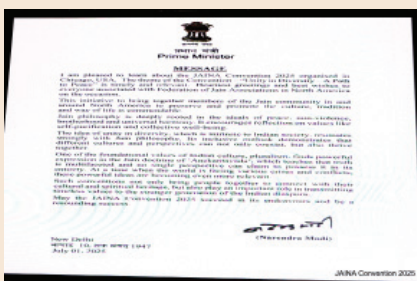 प्रधान मंत्री
Prime Minister
MESSAGE
I am pleased to learn about the JAINA Convention 2025 organized in
Chicago, USA. The theme of the Convention - "Unity in Diversity - A Path
to Peace" is timely and relevant. Heartiest greetings and best wishes to
everyone associated with Federation of Jain Associations in North America
on the occasion.
This initiative to bring together members of the Jain community in and
around North America to preserve and promote the culture, tradition
and way of life is commendable.
Jain philosophy is deeply rooted in the ideals of peace, non-violence,
brotherhood and universal harmony. It encourages reflection on values like
self-purification and collective well-being.
The idea of unity in diversity, which is intrinsic to Indian society, resonates
strongly with Jain philosophy. Its inclusive outlook demonstrates that
different cultures and perspectives can not only coexist, but also thrive
together.
One of the foundational values of Indian culture, pluralism, finds powerful
expression in the Jain doctrine of 'Anekantvada', which teaches that truth
is multifaceted and no single perspective can claim to possess it in its
entirety. At a time when the world is facing various crises and conflicts,
these powerful ideas are becoming even more relevant.
Such conventions not only bring people together to connect with their
cultural and spiritual heritage, but also play an important role in transmitting
timeless values to the younger generation of the Indian diaspora.
May the JAINA Convention 2025 succeed in its endeavours and be a
resounding success.
(Narendra Modi)
New Delhi
10, 1947
July 01, 2025
JAINA Convention 2025